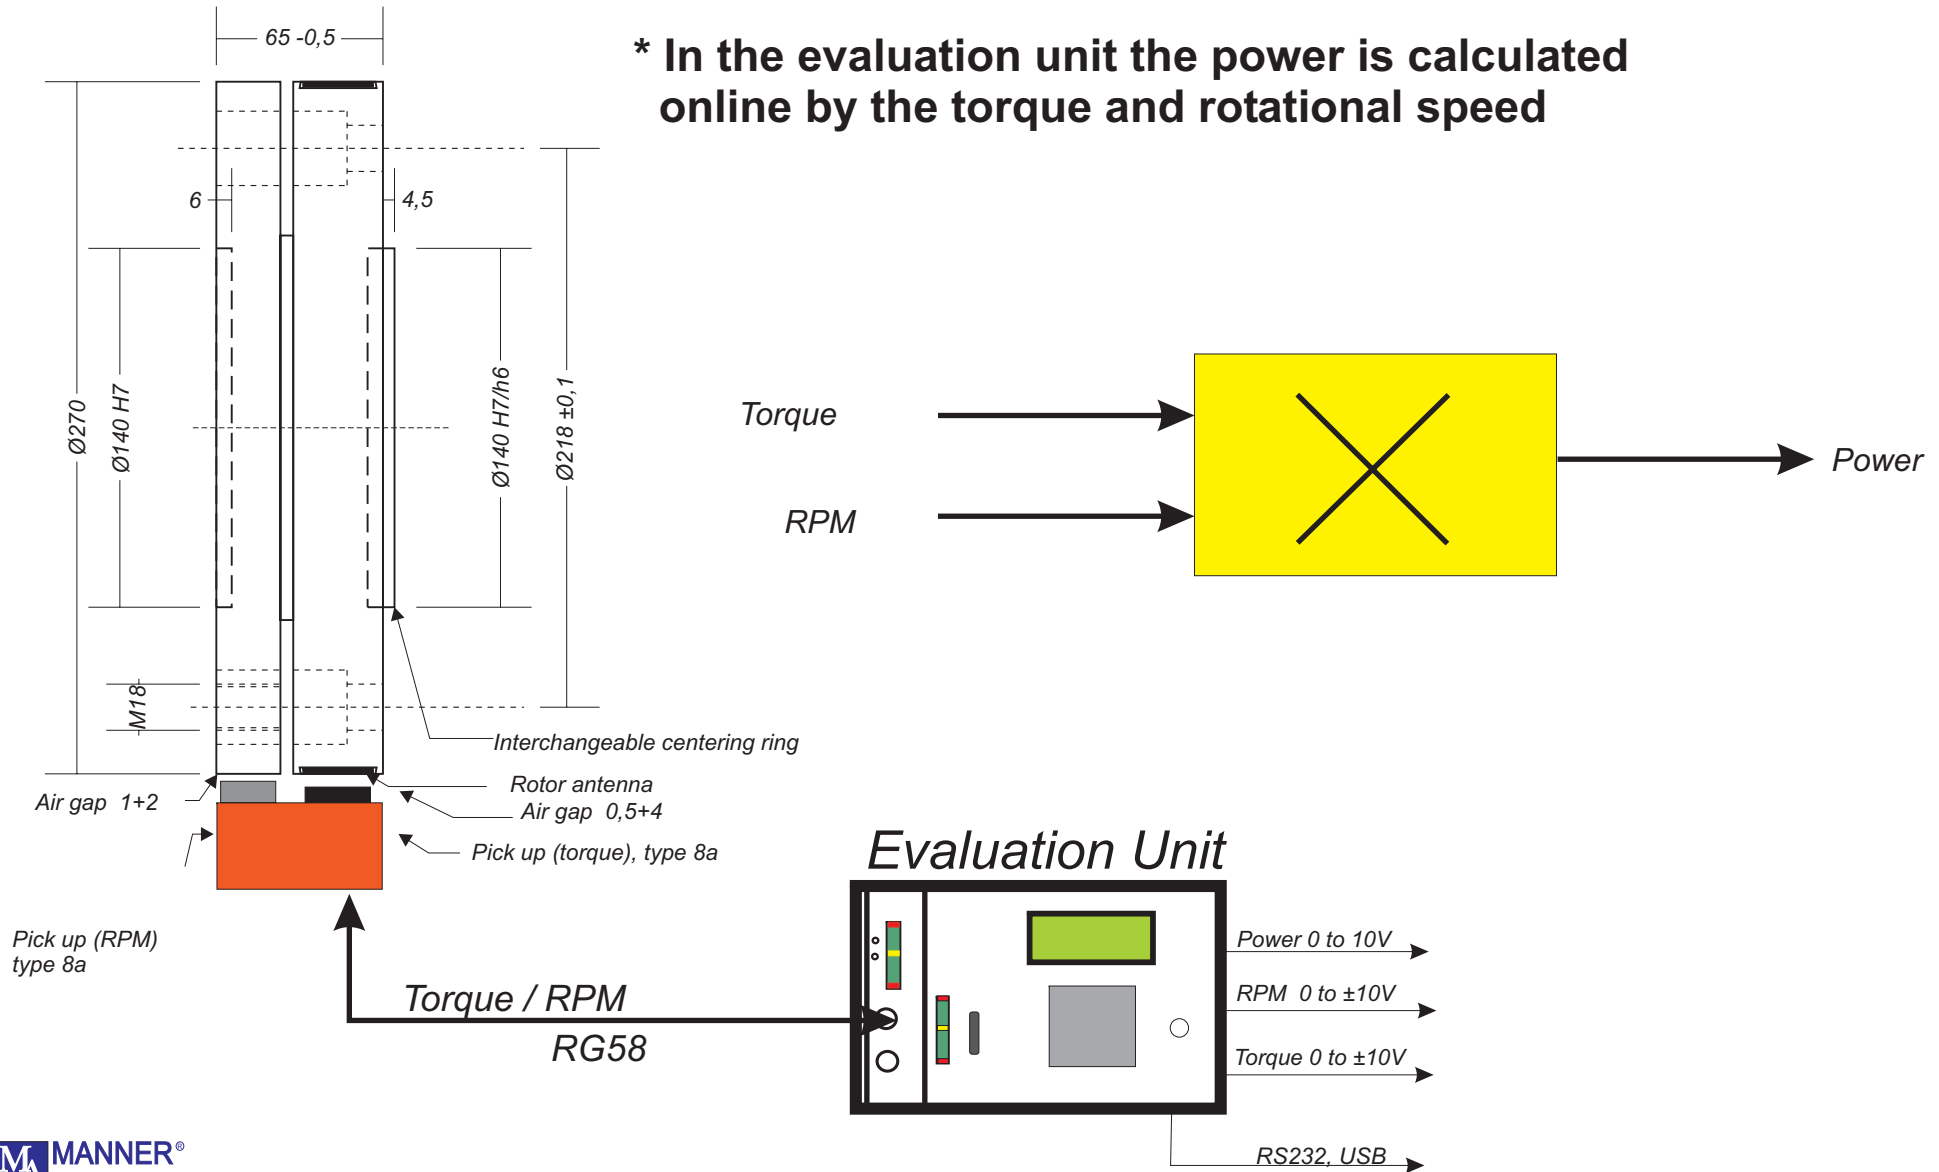 65 -0,5
* In the evaluation unit the power is calculated
online by the torque and rotational speed
6
4,5
Ø270
Ø140 H7
Ø140 H7/h6
Ø218 ±0,1
M18
Torque
RPM
Power
Interchangeable centering ring
Rotor antenna
Air gap 1+2
Air gap 0,5+4
Pick up (torque), type 8a
Pick up (RPM)
type 8a
Evaluation Unit
Torque / RPM
RG58
Power 0 to 10V
RPM 0 to ±10V
Torque 0 to ±10V
RS232, USB
MANNER®